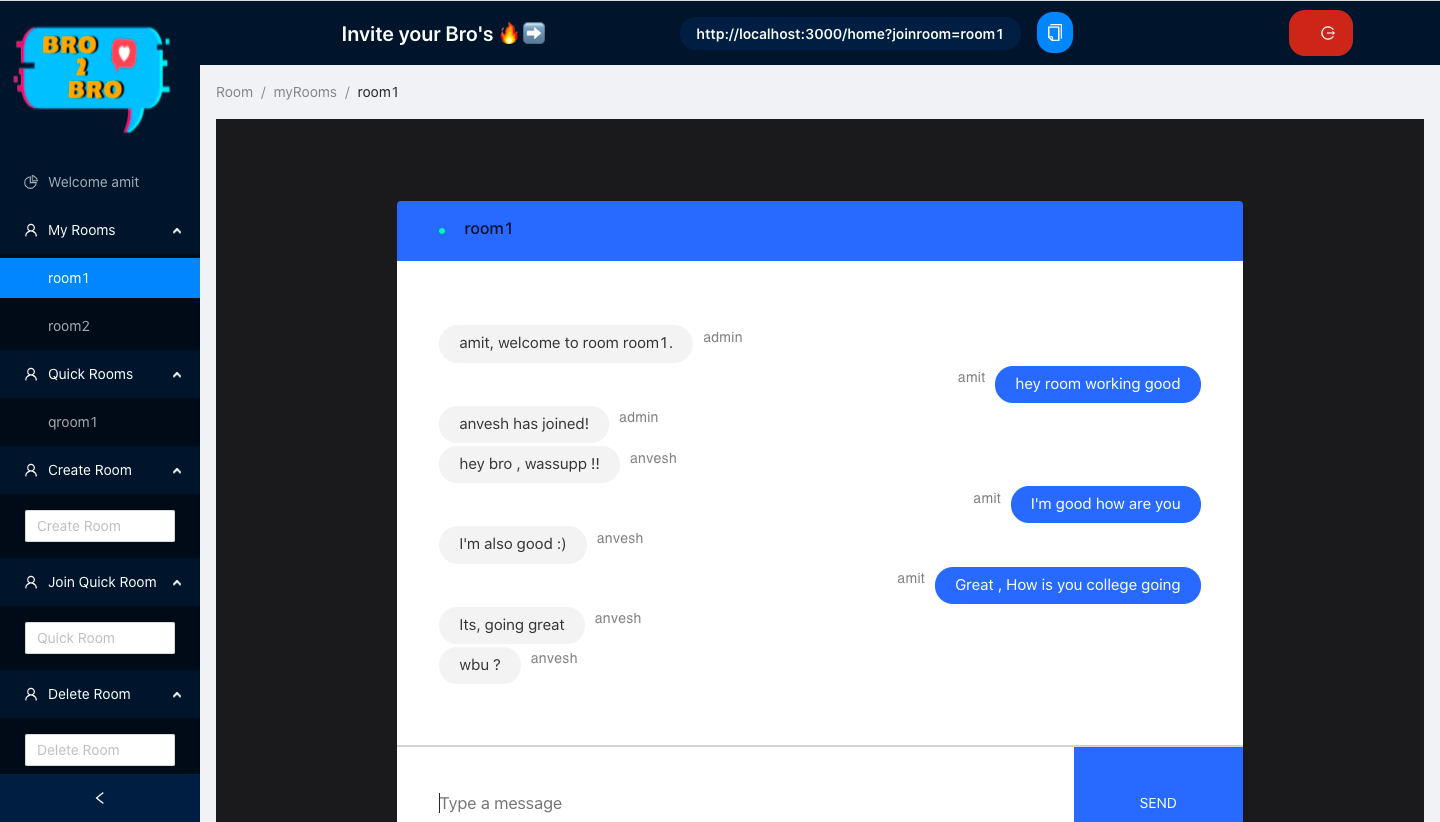 BRO
2
BRO
Invite your Bro's 🔥➡️
http://localhost:3000/home?joinroom=room1
Room / myRooms / room1
Welcome amit
My Rooms
room1
room2
Quick Rooms
qroom1
Create Room
Create Room
Join Quick Room
Quick Room
Delete Room
Delete Room
room1
amit, welcome to room room1. admin
amit hey room working good
anvesh has joined! admin
hey bro , wassupp !! anvesh
amit I'm good how are you
I'm also good :) anvesh
amit Great , How is you college going
Its, going great anvesh
wbu ? anvesh
Type a message
SEND